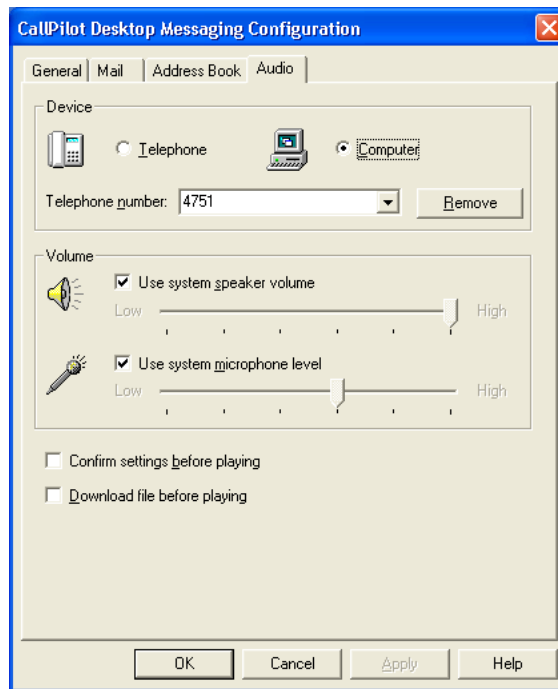 CallPilot Desktop Messaging Configuration
General Mail Address Book Audio
Device
Telephone Computer
Telephone number: 4751 Remove
Volume
Use system speaker volume
Low High
Use system microphone level
Low High
Confirm settings before playing
Download file before playing
OK Cancel Apply Help